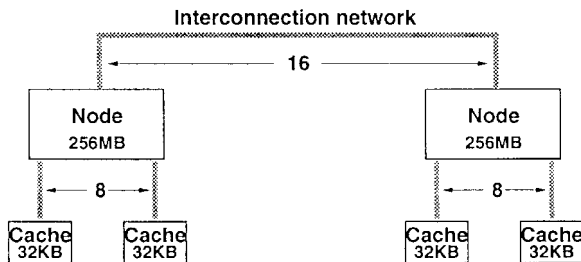 Interconnection network
16
Node Node
256MB 256MB
8 8
Cache Cache Cache Cache
32KB 32KB 32KB 32KB